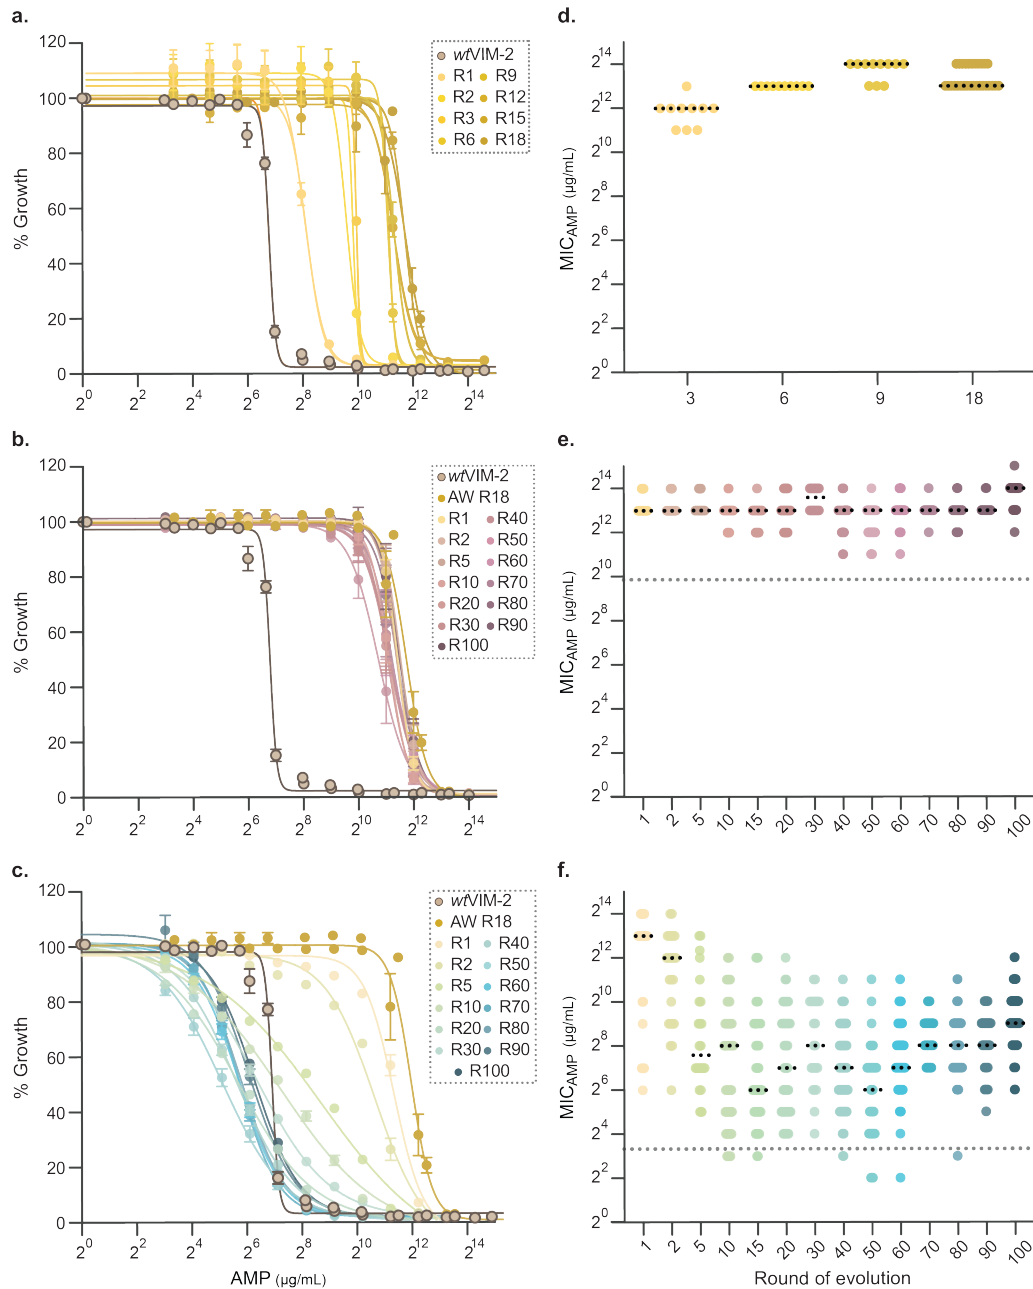 a.
120
100
80
60
40
20
0
% Growth
2^0 2^2 2^4 2^6 2^8 2^10 2^12 2^14
wtVIM-2
R1 R9
R2 R12
R3 R15
R6 R18
d.
2^14
2^12
2^10
2^8
2^6
2^4
2^2
2^0
MIC_AMP (µg/mL)
3 6 9 18
b.
120
100
80
60
40
20
0
% Growth
2^0 2^2 2^4 2^6 2^8 2^10 2^12 2^14
wtVIM-2
AW R18
R1 R40
R2 R50
R5 R60
R10 R70
R20 R80
R30 R90
R100
e.
2^14
2^12
2^10
2^8
2^6
2^4
2^2
2^0
MIC_AMP (µg/mL)
1 2 5 10 15 20 30 40 50 60 70 80 90 100
c.
120
100
80
60
40
20
0
% Growth
2^0 2^2 2^4 2^6 2^8 2^10 2^12 2^14
AMP (µg/mL)
wtVIM-2
AW R18
R1 R40
R2 R50
R5 R60
R10 R70
R20 R80
R30 R90
R100
f.
2^14
2^12
2^10
2^8
2^6
2^4
2^2
2^0
MIC_AMP (µg/mL)
1 2 5 10 15 20 30 40 50 60 70 80 90 100
Round of evolution